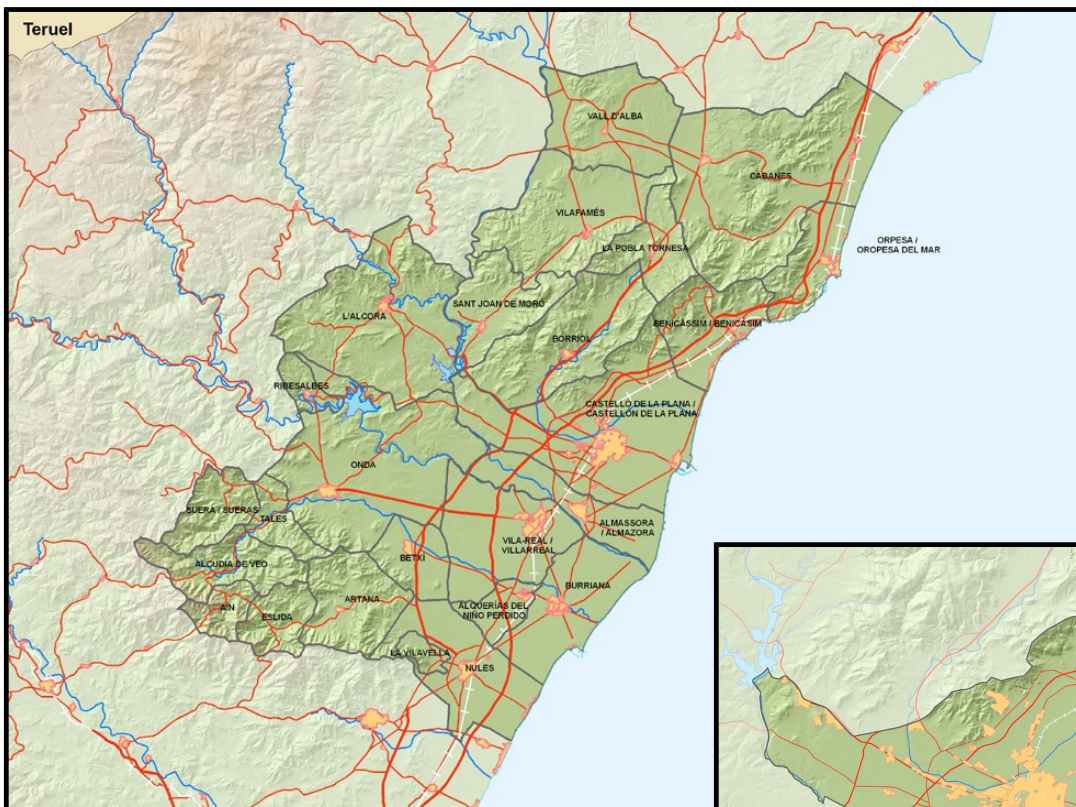 Teruel
VALL D'ALBA
CABANES
VILAFAMÉS
ORPESA /
OROPESA DEL MAR
LA POBLA TORNESA
SANT JOAN DE MORÓ
L'ALCORA
BENICÀSSIM / BENICASIM
BORRIOL
RIBESALBES
CASTELLÓ DE LA PLANA /
CASTELLÓN DE LA PLANA
ONDA
SUERA / SUERAS
TALES
ALMASSORA
/ ALMAZORA
VILA-REAL /
VILLARREAL
BETXÍ
ALCUDIA DE VEO
BURRIANA
ARTANA
AÍN
ALQUERÍAS DEL
NIÑO PERDIDO
ESLIDA
LA VILAVELLA
NULES